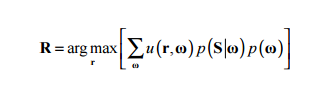 R = arg max_r [ ∑_ω u(r,ω) p(S|ω) p(ω) ]